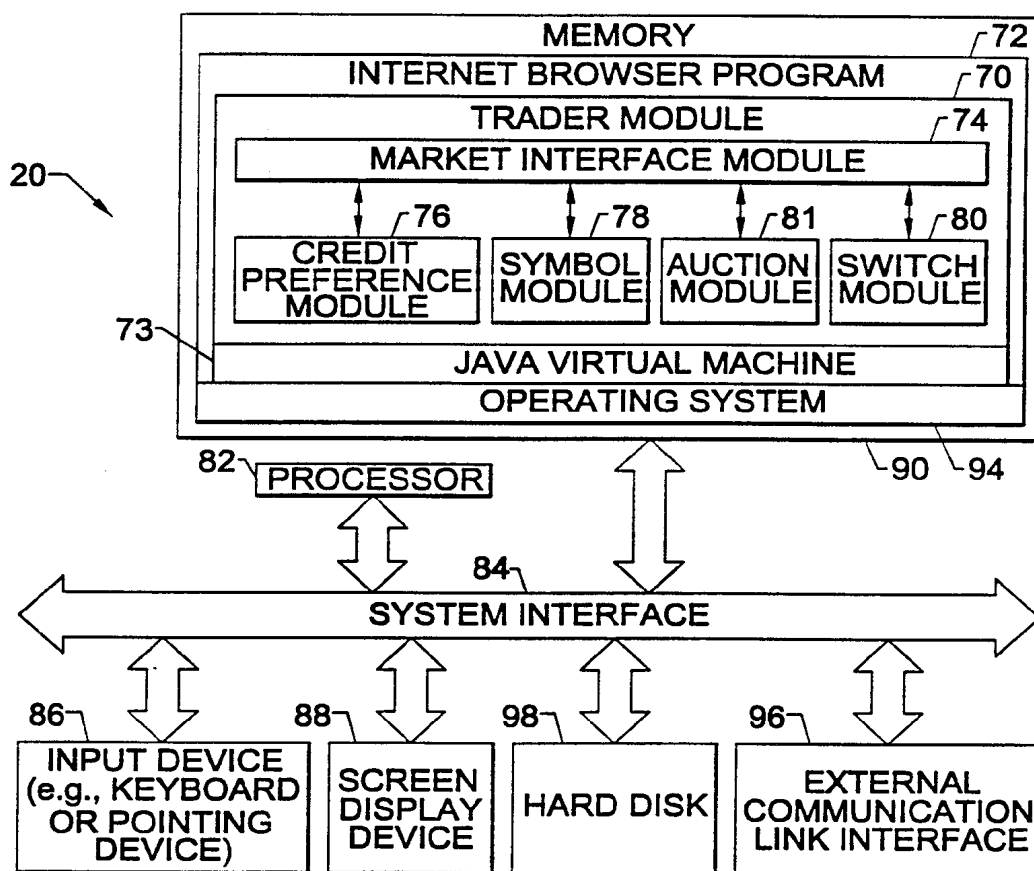 MEMORY
72
INTERNET BROWSER PROGRAM
70
TRADER MODULE
74
MARKET INTERFACE MODULE
20
76
78
81
80
CREDIT
PREFERENCE
MODULE
SYMBOL
MODULE
AUCTION
MODULE
SWITCH
MODULE
73
JAVA VIRTUAL MACHINE
OPERATING SYSTEM
82
PROCESSOR
90
94
84
SYSTEM INTERFACE
86
88
98
96
INPUT DEVICE
(e.g., KEYBOARD
OR POINTING
DEVICE)
SCREEN
DISPLAY
DEVICE
HARD DISK
EXTERNAL
COMMUNICATION
LINK INTERFACE